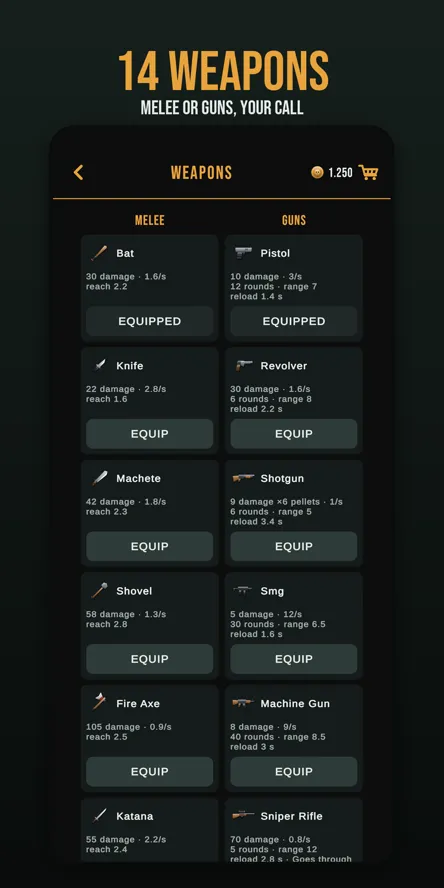 14 WEAPONS
MELEE OR GUNS, YOUR CALL
WEAPONS
1.250
MELEE
GUNS
Bat
30 damage · 1.6/s
reach 2.2
EQUIPPED
Pistol
10 damage · 3/s
12 rounds · range 7
reload 1.4 s
EQUIPPED
Knife
22 damage · 2.8/s
reach 1.6
EQUIP
Revolver
30 damage · 1.6/s
6 rounds · range 8
reload 2.2 s
EQUIP
Machete
42 damage · 1.8/s
reach 2.3
EQUIP
Shotgun
9 damage ×6 pellets · 1/s
6 rounds · range 5
reload 3.4 s
EQUIP
Shovel
58 damage · 1.3/s
reach 2.8
EQUIP
Smg
5 damage · 12/s
30 rounds · range 6.5
reload 1.6 s
EQUIP
Fire Axe
105 damage · 0.9/s
reach 2.5
EQUIP
Machine Gun
8 damage · 9/s
40 rounds · range 8.5
reload 3 s
EQUIP
Katana
55 damage · 2.2/s
reach 2.4
Sniper Rifle
70 damage · 0.8/s
5 rounds · range 12
reload 2.8 s · Goes through